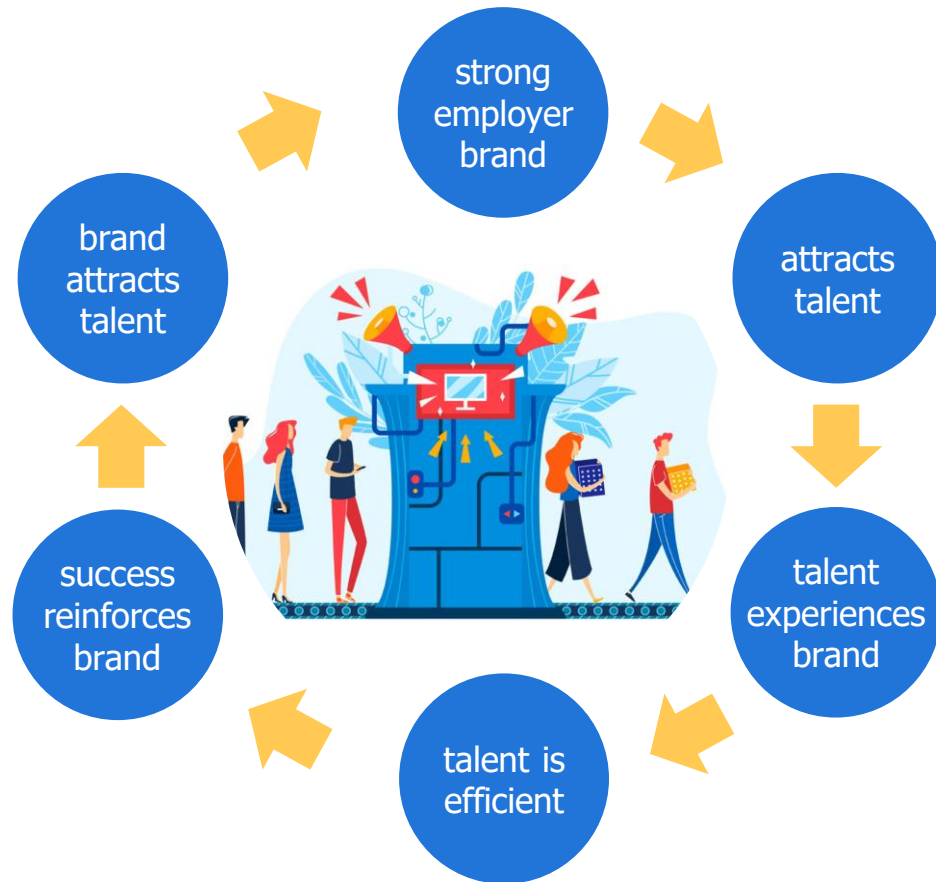 strong
employer
brand
attracts
talent
talent
experiences
brand
talent is
efficient
success
reinforces
brand
brand
attracts
talent